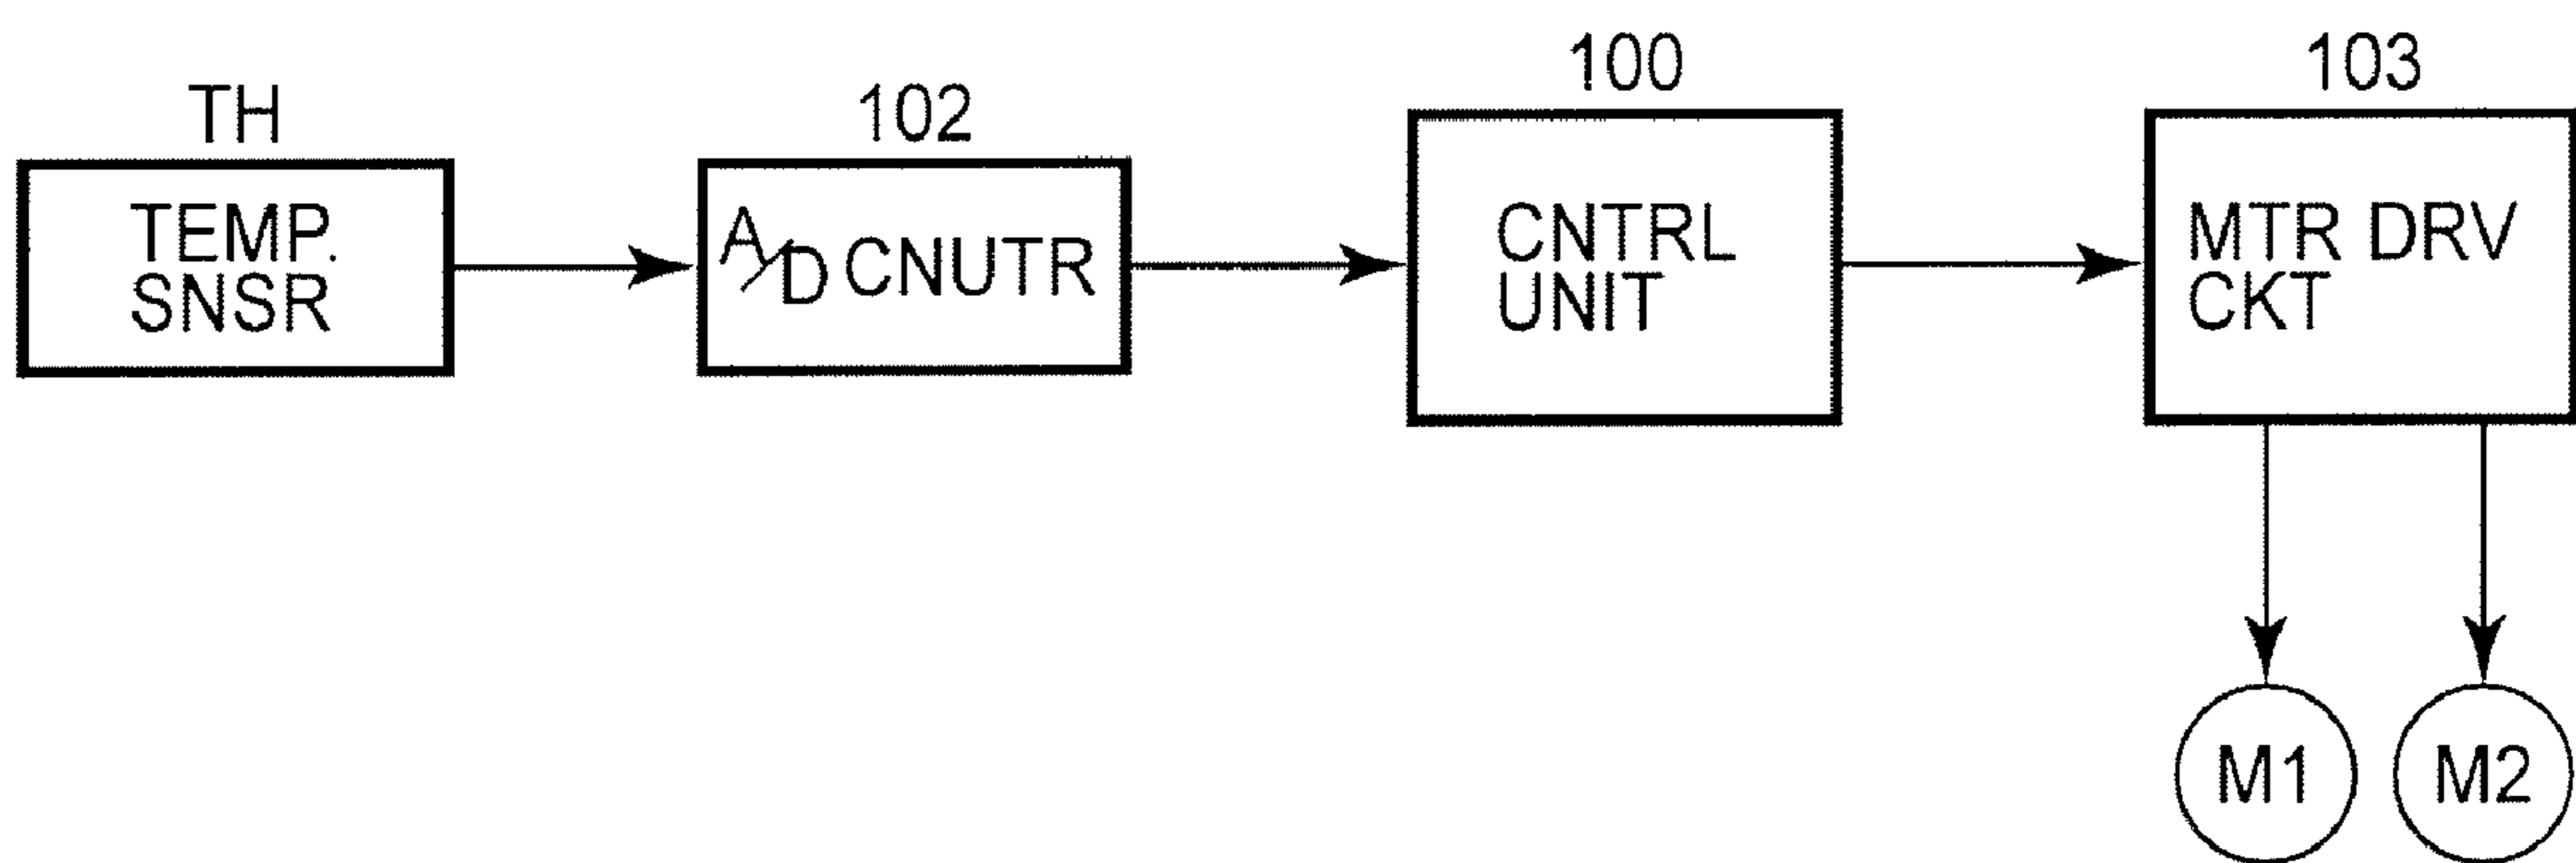 TH
TEMP.
SNSR
102
A/D CNUTR
100
CNTRL
UNIT
103
MTR DRV
CKT
M1
M2